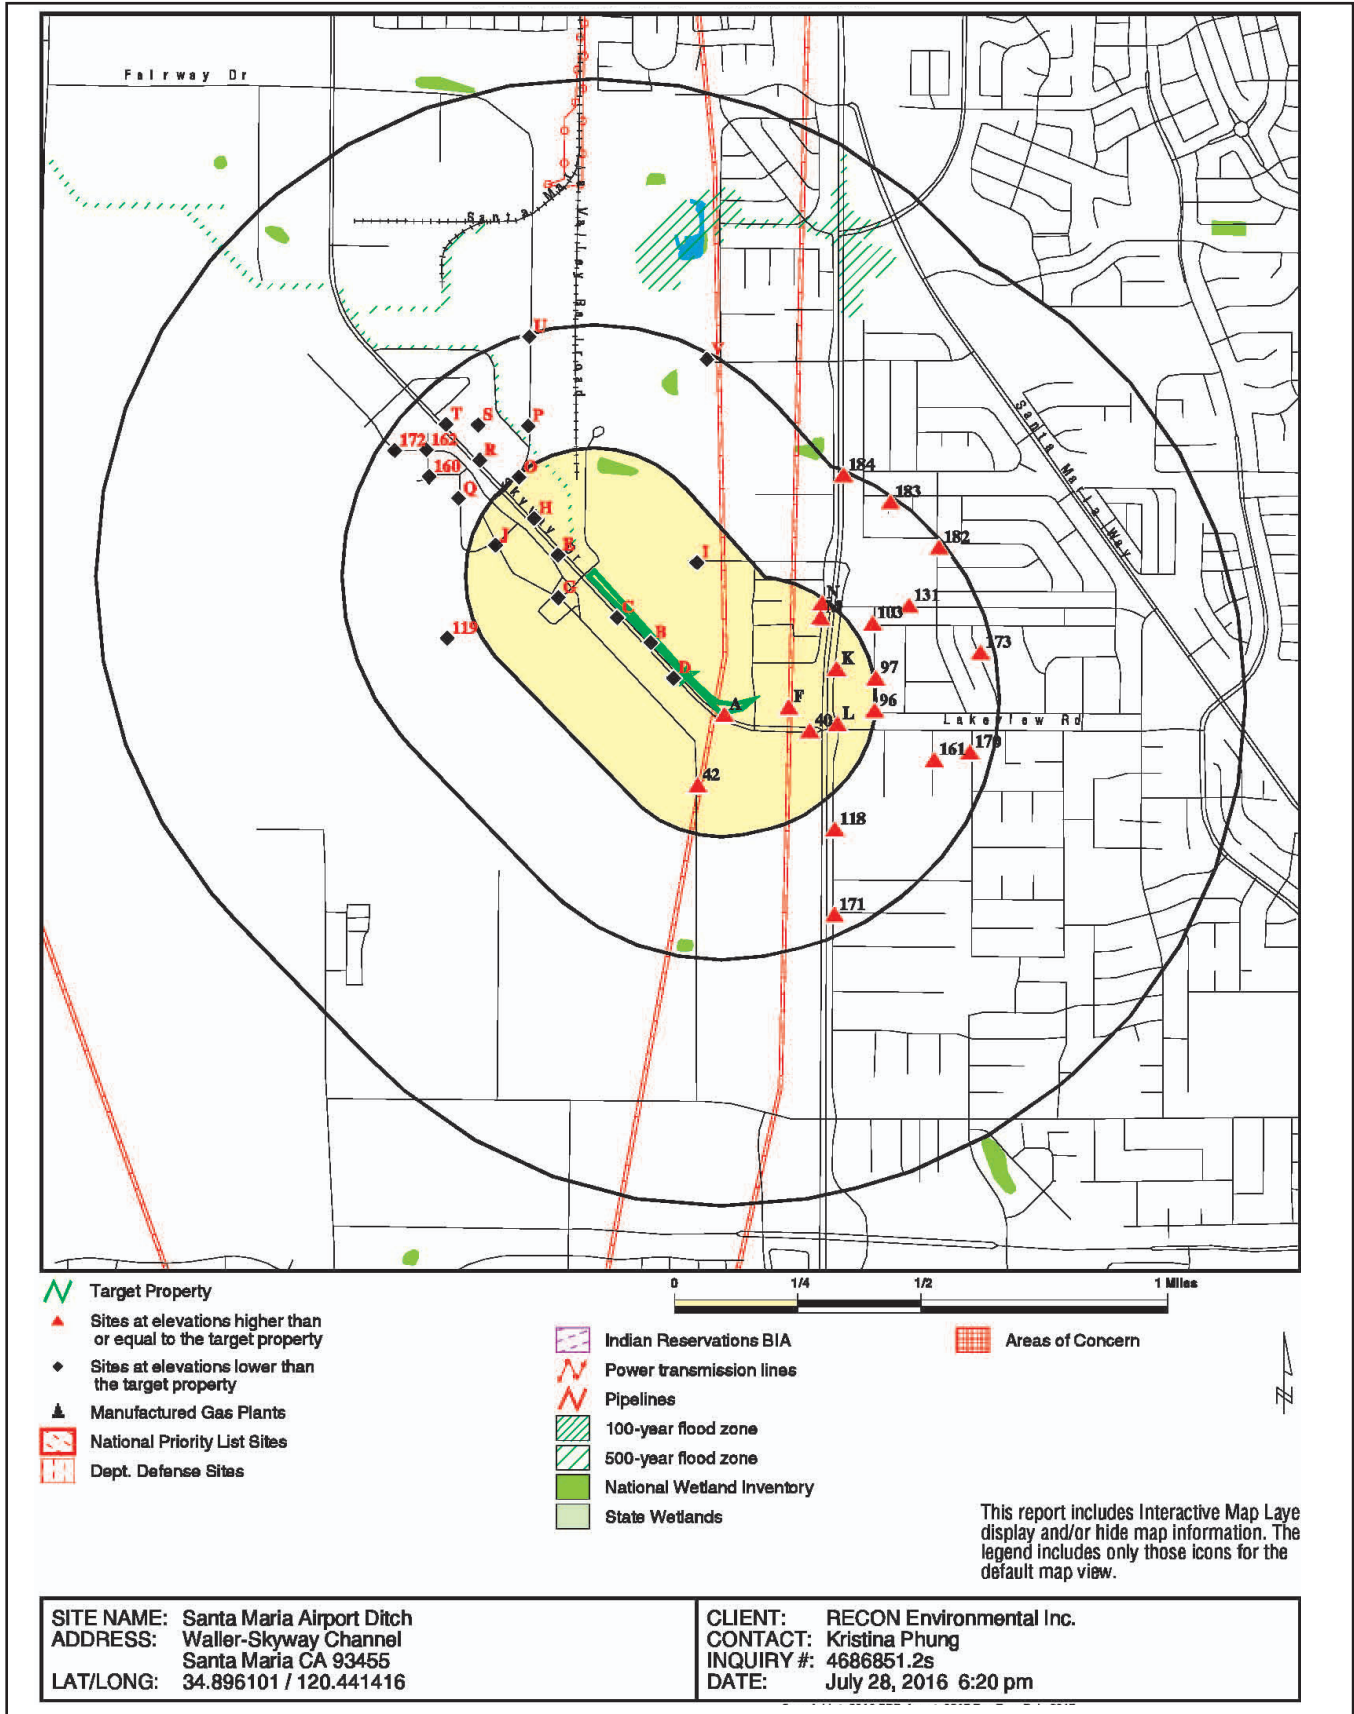 Fairway Dr
Santa Ma
Valley Railroad
U
V
T
S
P
172
162
R
160
O
Q
Skyway Dr
H
J
E
I
G
C
B
D
119
A
F
42
184
183
182
N
M
103
131
K
97
173
96
L
40
Lakeview Rd
161
170
118
171
Santa Maria Way
0 1/4 1/2 1 Miles
Target Property
Sites at elevations higher than
or equal to the target property
Sites at elevations lower than
the target property
Manufactured Gas Plants
National Priority List Sites
Dept. Defense Sites
Indian Reservations BIA
Power transmission lines
Pipelines
100-year flood zone
500-year flood zone
National Wetland Inventory
State Wetlands
Areas of Concern
This report includes Interactive Map Laye
display and/or hide map information. The
legend includes only those icons for the
default map view.
SITE NAME: Santa Maria Airport Ditch
ADDRESS: Waller-Skyway Channel
Santa Maria CA 93455
LAT/LONG: 34.896101 / 120.441416
CLIENT: RECON Environmental Inc.
CONTACT: Kristina Phung
INQUIRY #: 4686851.2s
DATE: July 28, 2016 6:20 pm